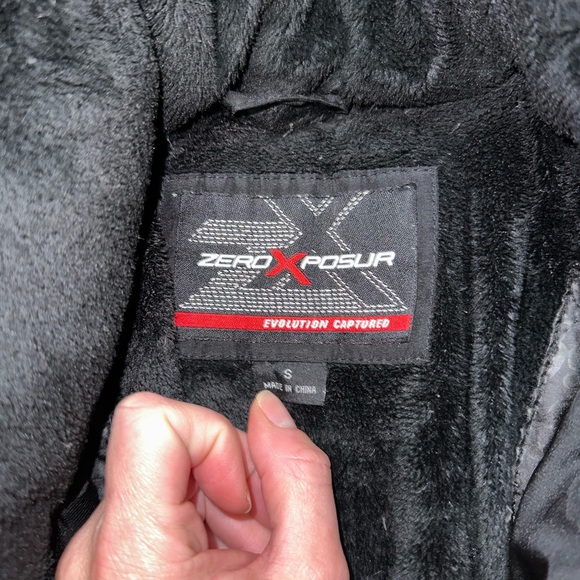 ZEROXPOSUR
EVOLUTION CAPTURED
S
MADE IN CHINA